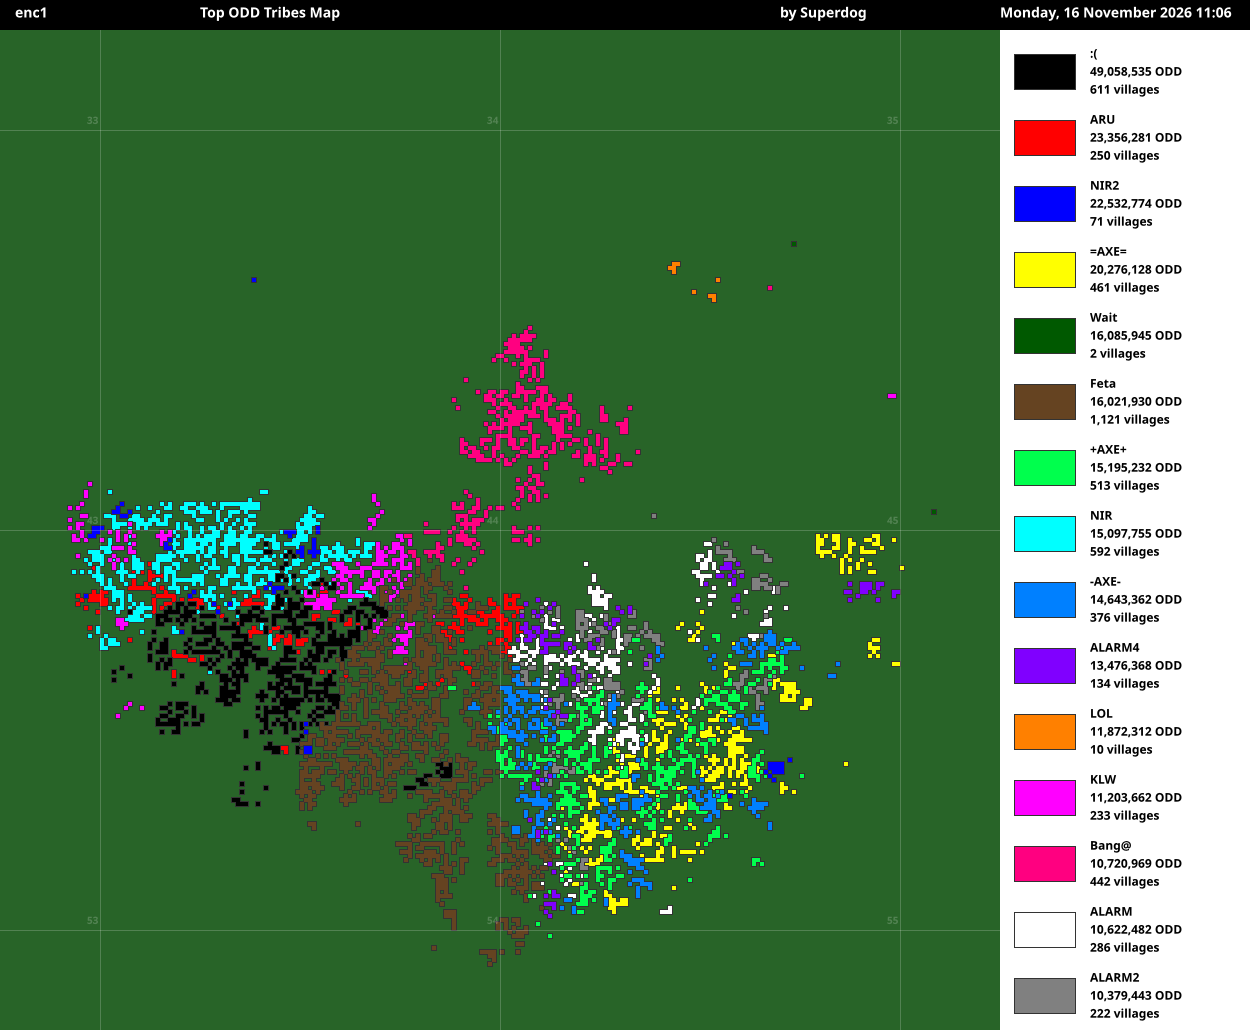 enc1 Top ODD Tribes Map by Superdog Monday, 16 November 2026 11:06
33 34 35
43 44 45
53 54 55
:(
49,058,535 ODD
611 villages
ARU
23,356,281 ODD
250 villages
NIR2
22,532,774 ODD
71 villages
=AXE=
20,276,128 ODD
461 villages
Wait
16,085,945 ODD
2 villages
Feta
16,021,930 ODD
1,121 villages
+AXE+
15,195,232 ODD
513 villages
NIR
15,097,755 ODD
592 villages
-AXE-
14,643,362 ODD
376 villages
ALARM4
13,476,368 ODD
134 villages
LOL
11,872,312 ODD
10 villages
KLW
11,203,662 ODD
233 villages
Bang@
10,720,969 ODD
442 villages
ALARM
10,622,482 ODD
286 villages
ALARM2
10,379,443 ODD
222 villages